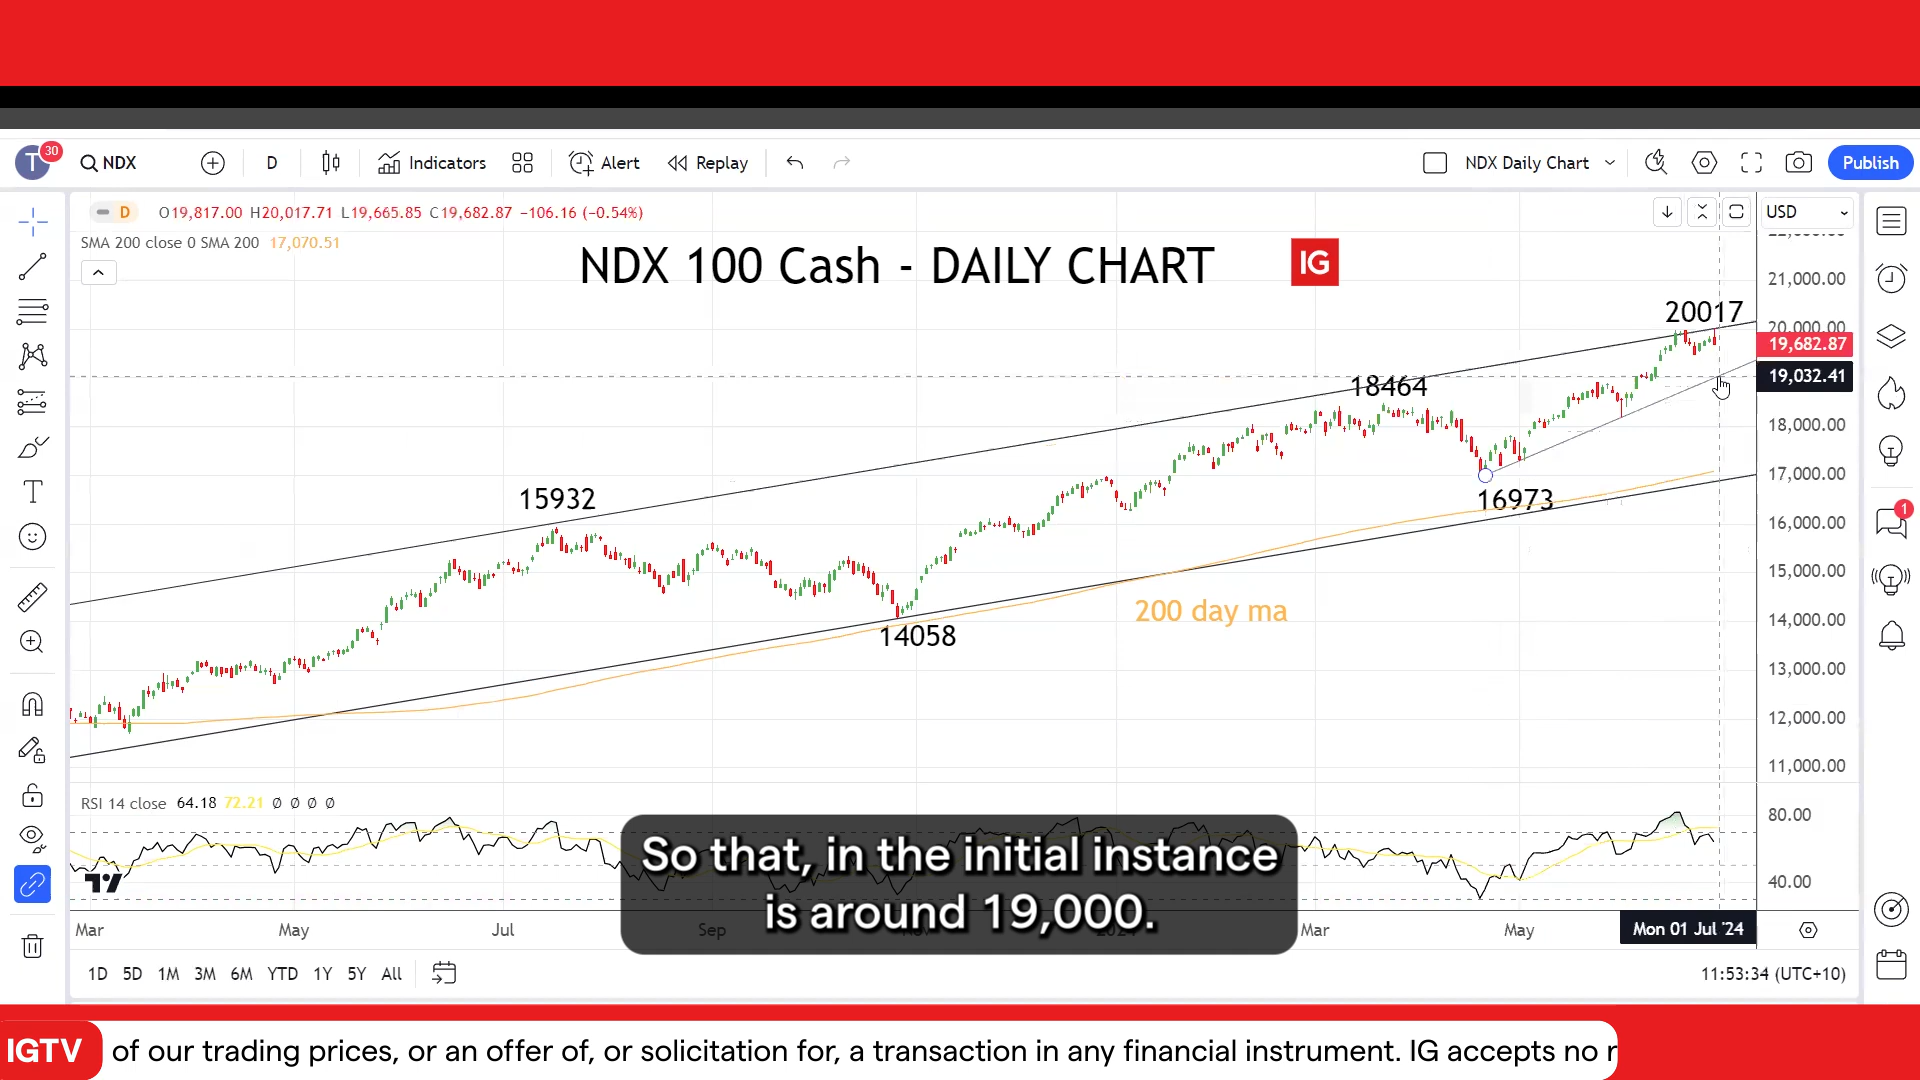 T 30 NDX D Indicators Alert Replay NDX Daily Chart Publish
D O19,817.00 H20,017.71 L19,665.85 C19,682.87 −106.16 (−0.54%) USD
SMA 200 close 0 SMA 200 17,070.51
NDX 100 Cash - DAILY CHART IG
21,000.00
20017
20,000.00
19,682.87
19,032.41
18464
18,000.00
17,000.00
15932
16973
16,000.00
15,000.00
200 day ma
14,000.00
14058
13,000.00
12,000.00
11,000.00
RSI 14 close 64.18 72.21 Ø Ø Ø Ø
80.00
So that, in the initial instance
is around 19,000.
40.00
Mar May Jul Sep Mar May Mon 01 Jul '24
1D 5D 1M 3M 6M YTD 1Y 5Y All 11:53:34 (UTC+10)
1
IGTV of our trading prices, or an offer of, or solicitation for, a transaction in any financial instrument. IG accepts no